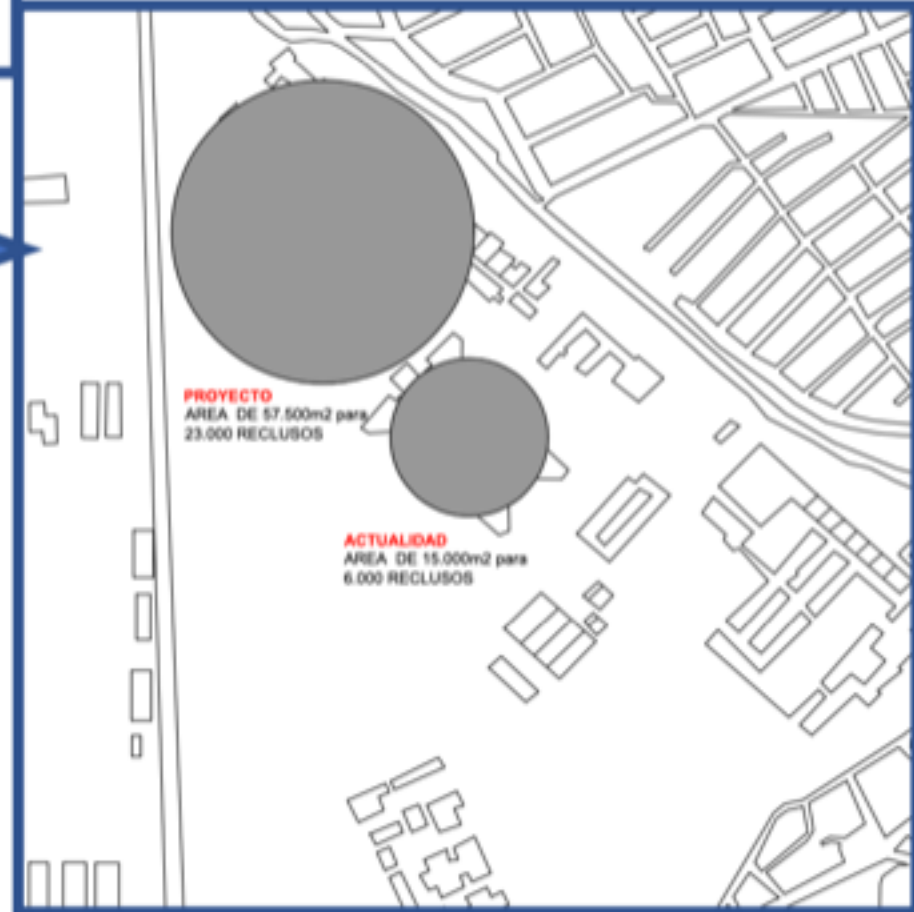 PROYECTO
AREA DE 57.500m2 para
23.000 RECLUSOS
ACTUALIDAD
AREA DE 15.000m2 para
6.000 RECLUSOS